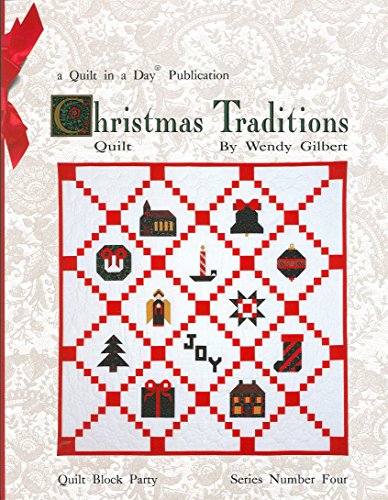 a Quilt in a Day® Publication
Christmas Traditions
Quilt By Wendy Gilbert
JOY
Quilt Block Party Series Number Four